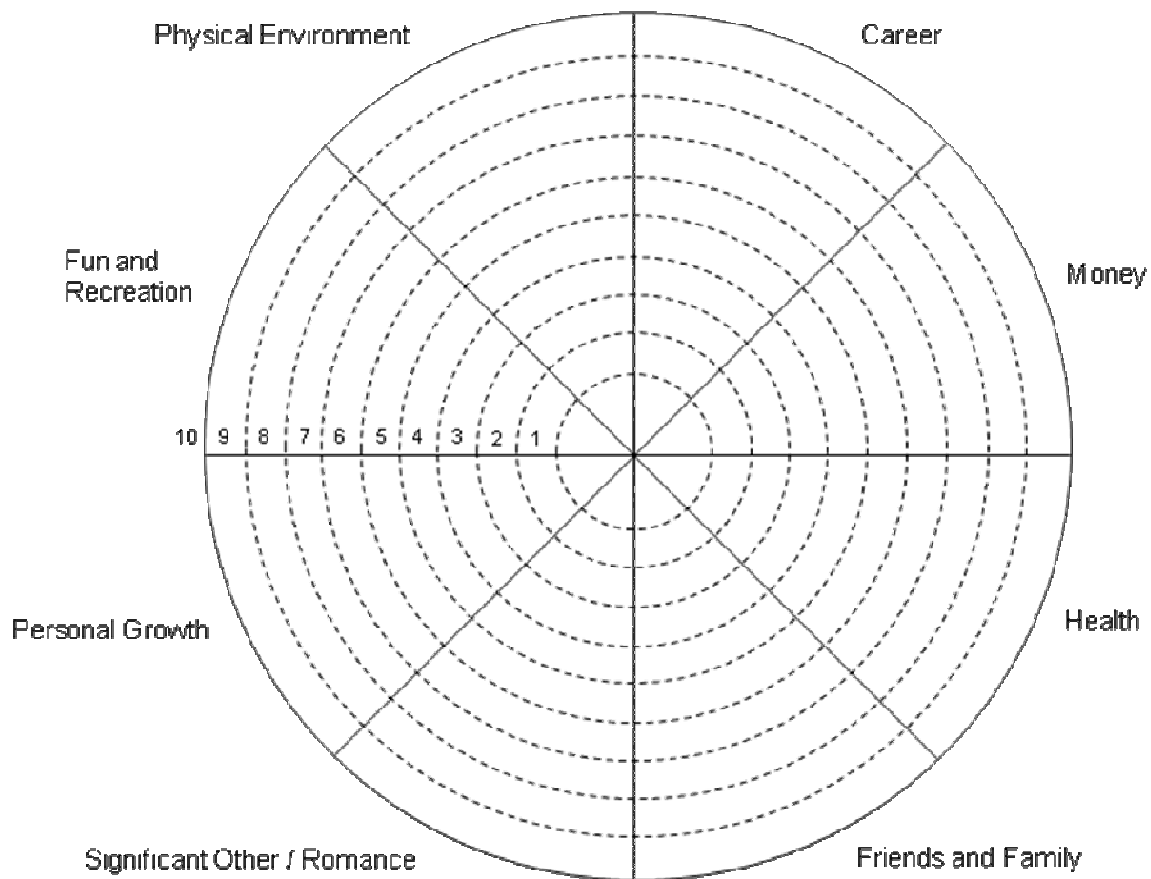 Physical Environment
Career
Fun and
Recreation
Money
10 9 8 7 6 5 4 3 2 1
Personal Growth
Health
Significant Other / Romance
Friends and Family